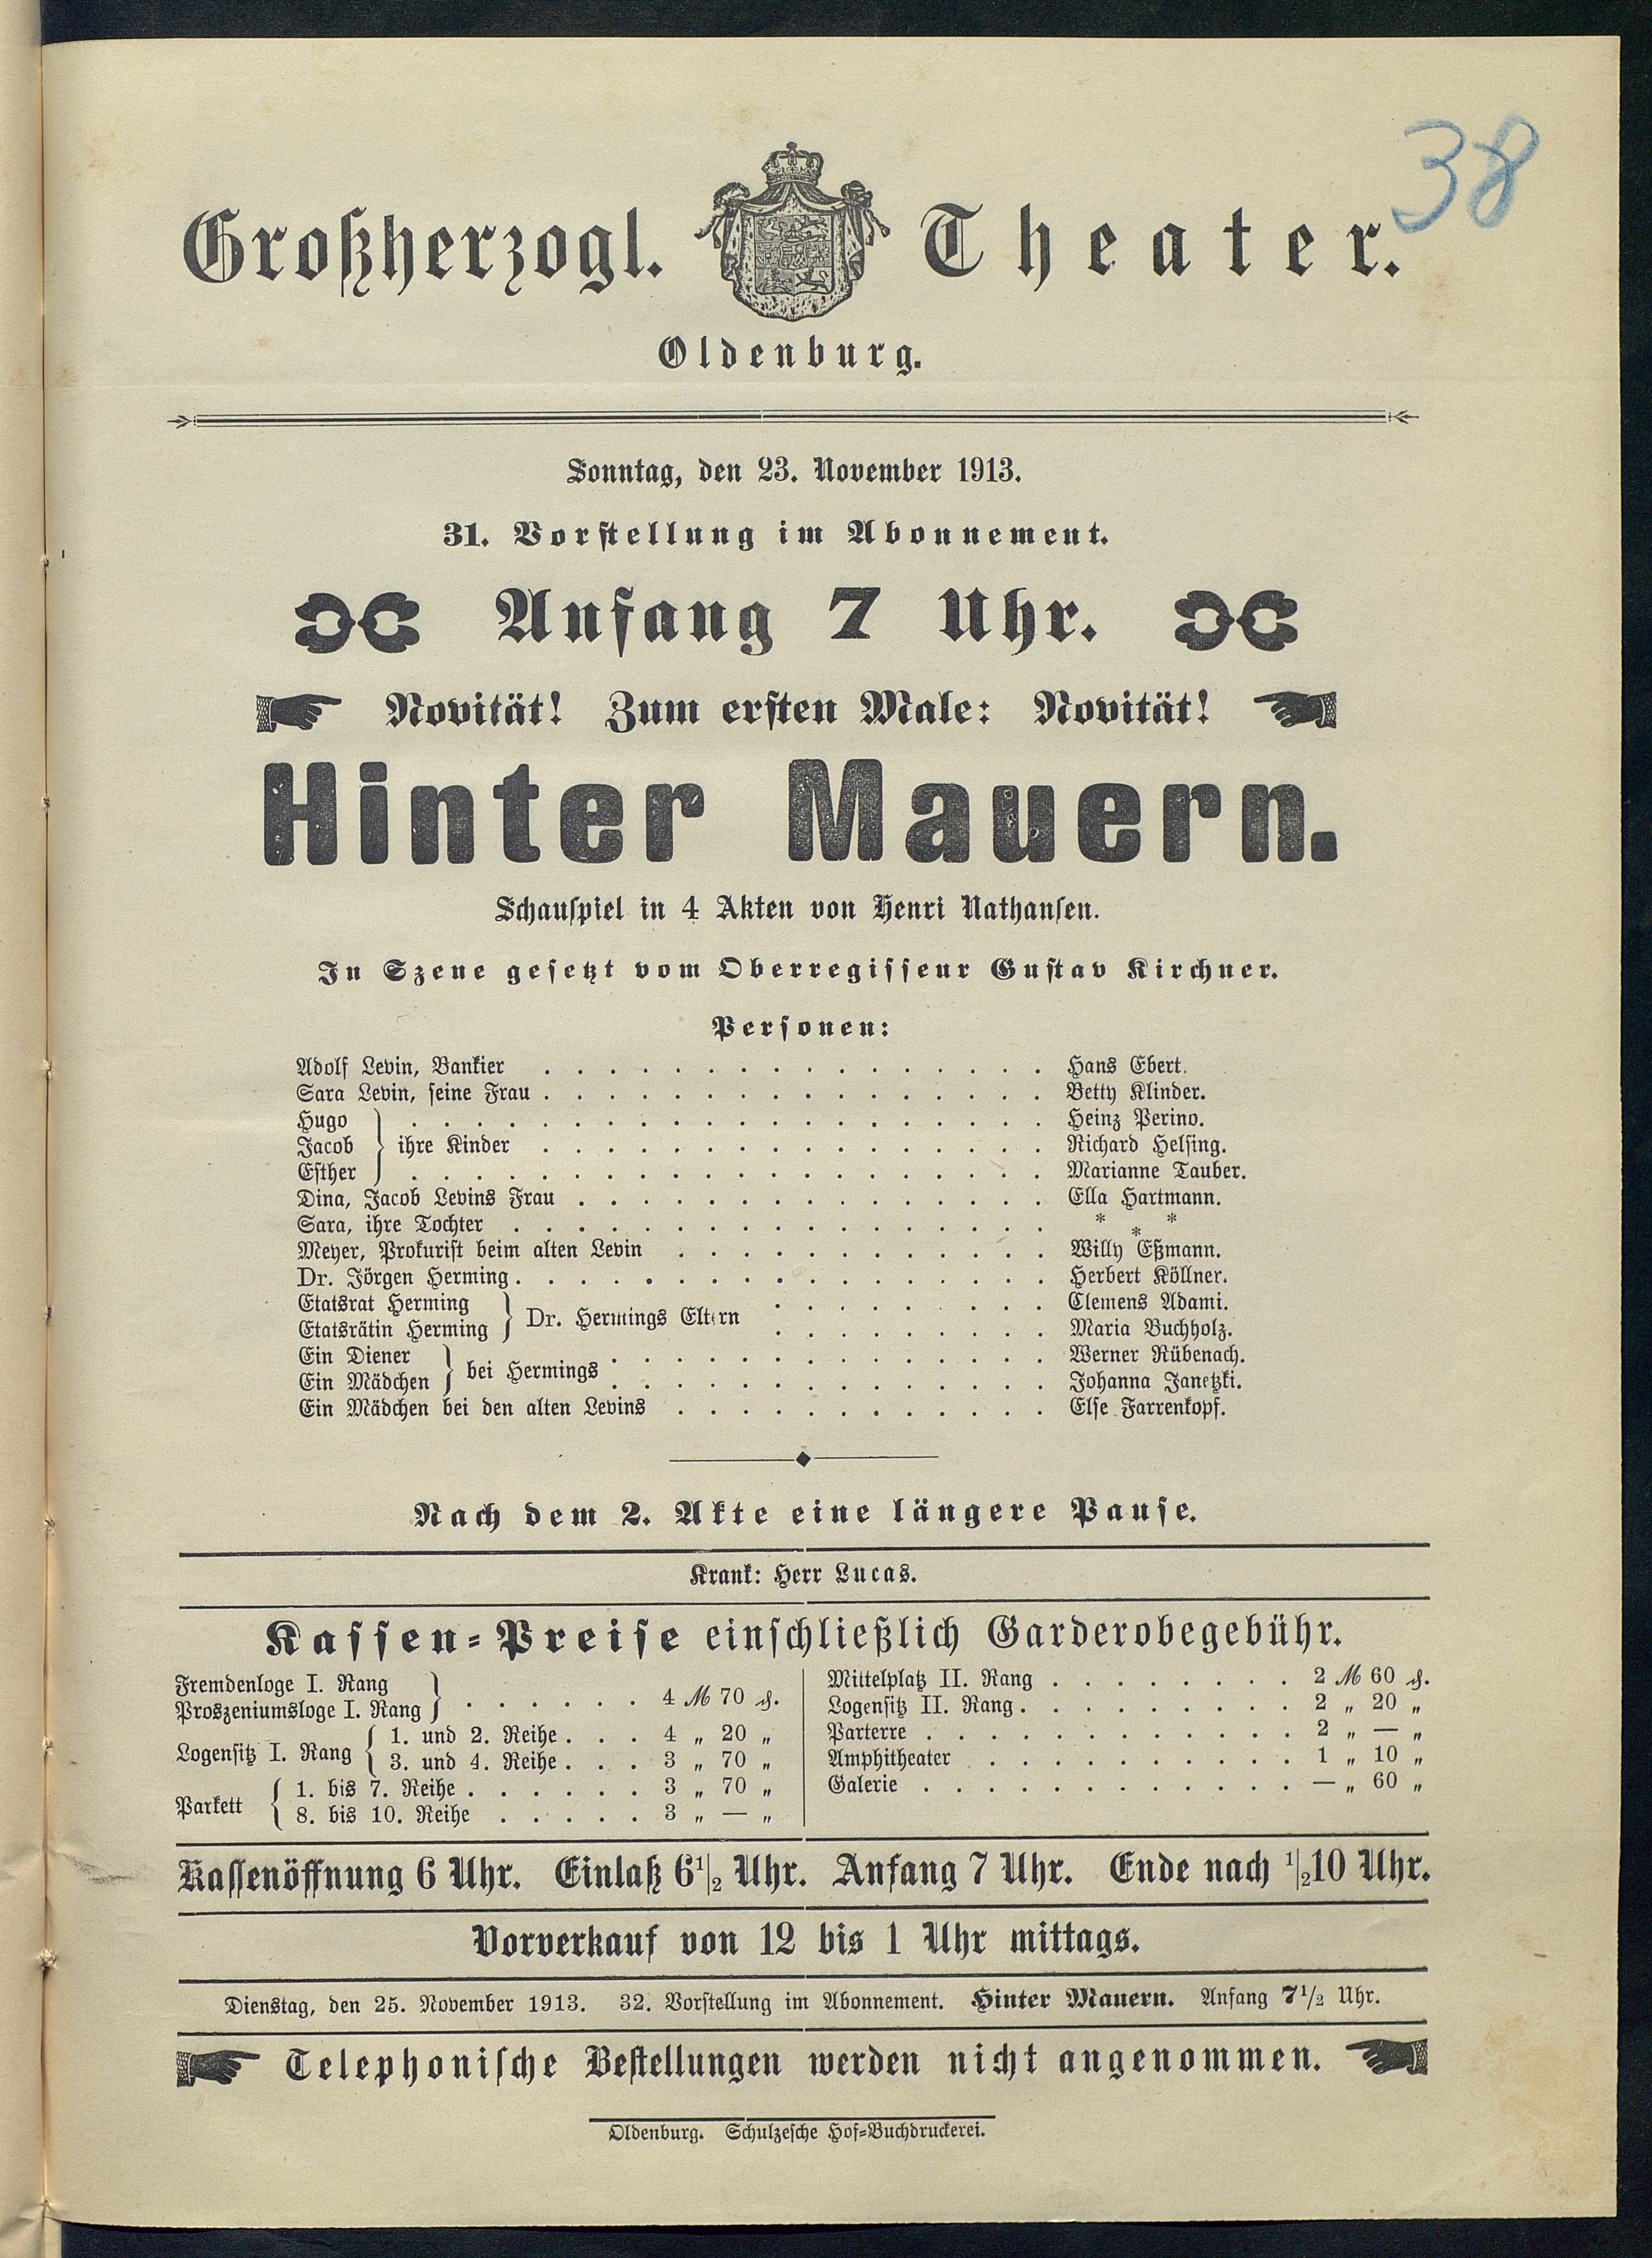 38
Großherzogl. Theater.
Oldenburg.
Sonntag, den 23. November 1913.
31. Vorstellung im Abonnement.
Anfang 7 Uhr.
Novität! Zum ersten Male: Novität!
Hinter Mauern.
Schauspiel in 4 Akten von Henri Nathansen.
In Szene gesetzt vom Oberregisseur Gustav Kirchner.
Personen:
Adolf Levin, Bankier . . . . . . . . . . . . . . . . Hans Ebert.
Sara Levin, seine Frau . . . . . . . . . . . . . . . . Betty Klinder.
Hugo . . . . . . . . . . . . . . . . . . . . Heinz Perino.
Jacob } ihre Kinder . . . . . . . . . . . . . . . . Richard Helsing.
Esther . . . . . . . . . . . . . . . . . . . . Marianne Tauber.
Dina, Jacob Levins Frau . . . . . . . . . . . . . . . Ella Hartmann.
Sara, ihre Tochter . . . . . . . . . . . . . . . . . * * *
Meyer, Prokurist beim alten Levin . . . . . . . . . . . . Willy Eßmann.
Dr. Jörgen Herming . . . . . . . . . . . . . . . . . Herbert Köllner.
Etatsrat Herming } Dr. Hermings Eltern . . . . . . . . . Clemens Adami.
Etatsrätin Herming . . . . . . . . . Maria Buchholz.
Ein Diener } bei Hermings . . . . . . . . . . . . . . Werner Rübenach.
Ein Mädchen . . . . . . . . . . . . . . Johanna Janetzki.
Ein Mädchen bei den alten Levins . . . . . . . . . . . . Else Farrenkopf.
Nach dem 2. Akte eine längere Pause.
Krank: Herr Lucas.
Kassen-Preise einschließlich Garderobegebühr.
Fremdenloge I. Rang
Proszeniumsloge I. Rang } . . . . . . 4 ℳ 70 ₰.
Logensitz I. Rang { 1. und 2. Reihe . . . 4 „ 20 „
3. und 4. Reihe . . . 3 „ 70 „
Parkett { 1. bis 7. Reihe . . . . . . 3 „ 70 „
8. bis 10. Reihe . . . . . 3 „ — „
Mittelplatz II. Rang . . . . . . . . 2 ℳ 60 ₰.
Logensitz II. Rang . . . . . . . . . 2 „ 20 „
Parterre . . . . . . . . . . . . 2 „ — „
Amphitheater . . . . . . . . . . 1 „ 10 „
Galerie . . . . . . . . . . . . — „ 60 „
Kassenöffnung 6 Uhr. Einlaß 6½ Uhr. Anfang 7 Uhr. Ende nach ½10 Uhr.
Vorverkauf von 12 bis 1 Uhr mittags.
Dienstag, den 25. November 1913. 32. Vorstellung im Abonnement. Hinter Mauern. Anfang 7½ Uhr.
Telephonische Bestellungen werden nicht angenommen.
Oldenburg. Schulzesche Hof-Buchdruckerei.